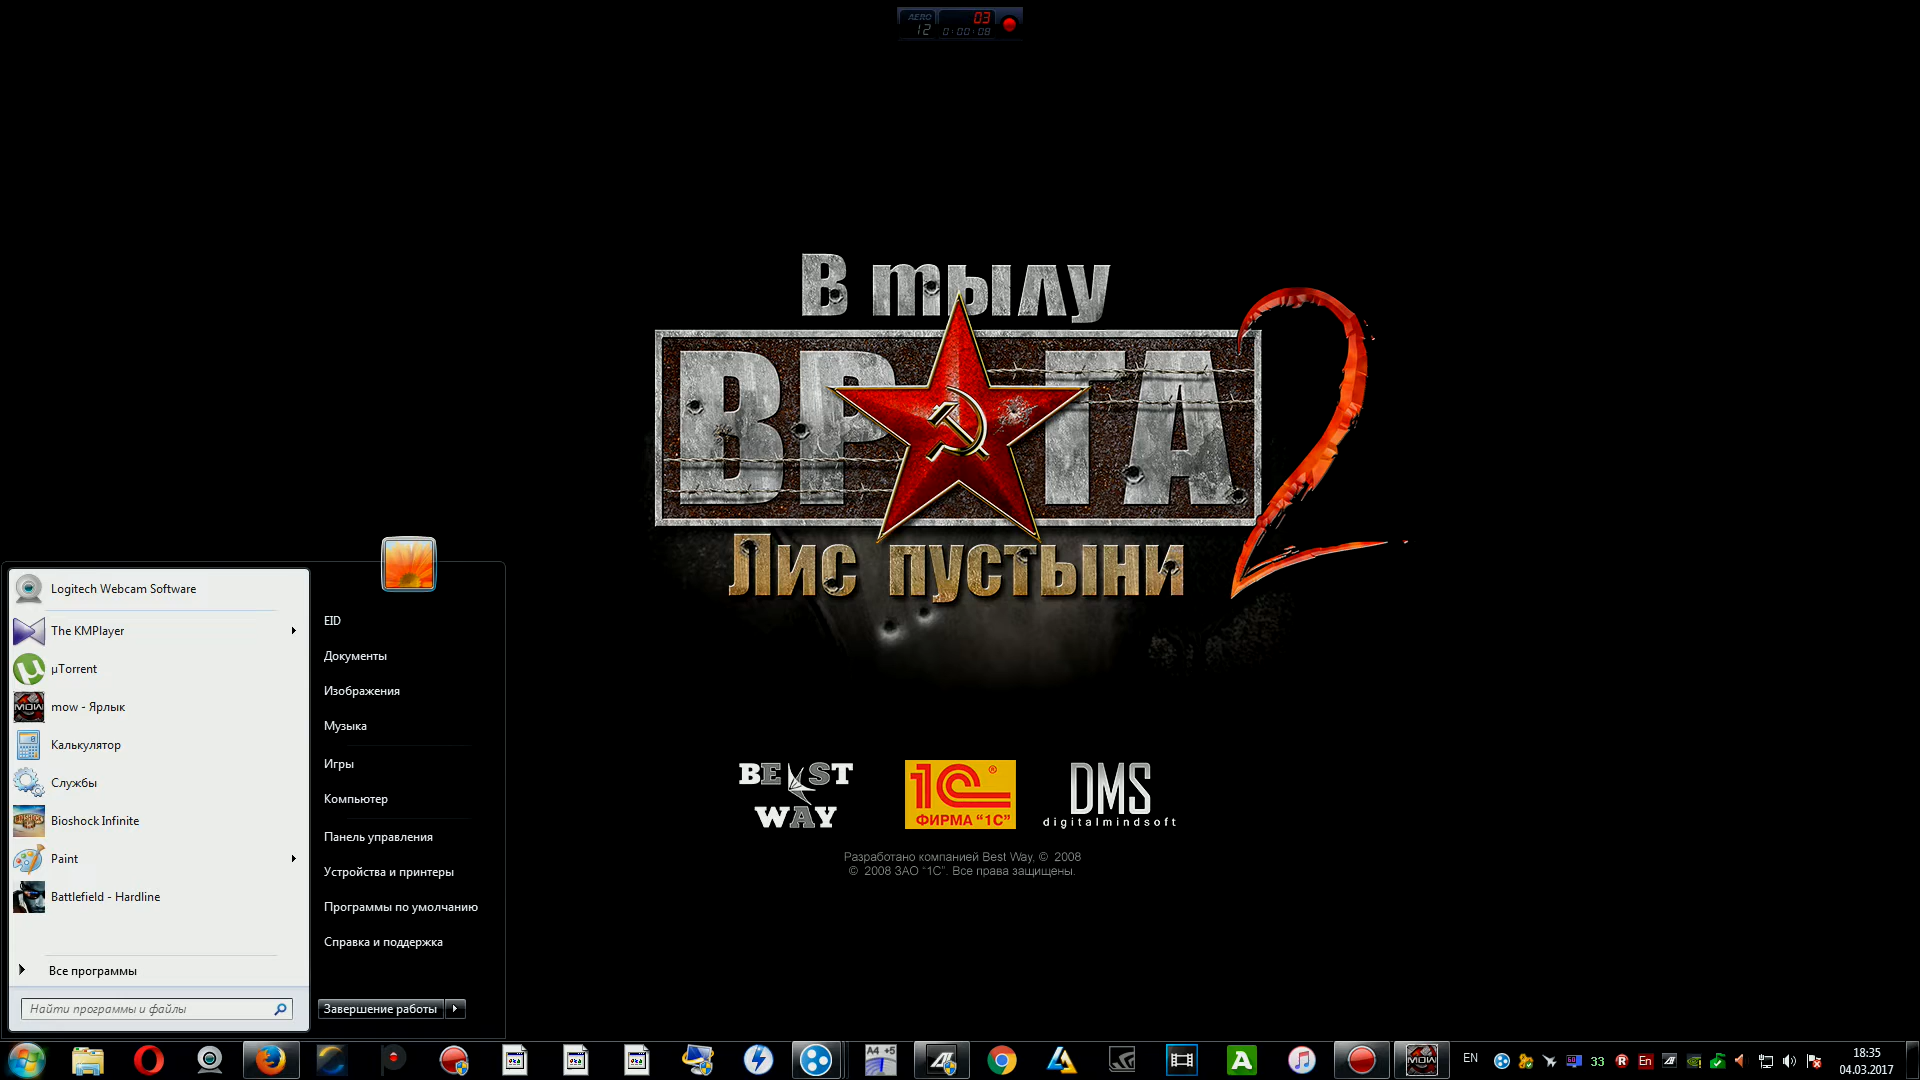 AERO
03
12
0:00:08
В тылу
ВРАГА 2
Лис пустыни
BEST
WAY
1С®
ФИРМА "1С"
DMS
digitalmindsoft
Разработано компанией Best Way, © 2008
© 2008 ЗАО "1С". Все права защищены.
Logitech Webcam Software
The KMPlayer
µTorrent
mow - Ярлык
Калькулятор
Службы
Bioshock Infinite
Paint
Battlefield - Hardline
Все программы
Найти программы и файлы
EID
Документы
Изображения
Музыка
Игры
Компьютер
Панель управления
Устройства и принтеры
Программы по умолчанию
Справка и поддержка
Завершение работы
A4 +5
MOW
EN
33
En
18:35
04.03.2017